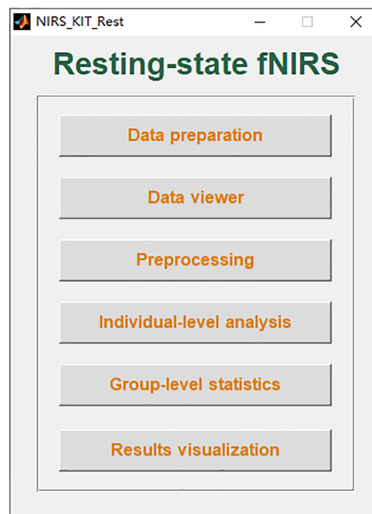 NIRS_KIT_Rest
Resting-state fNIRS
Data preparation
Data viewer
Preprocessing
Individual-level analysis
Group-level statistics
Results visualization